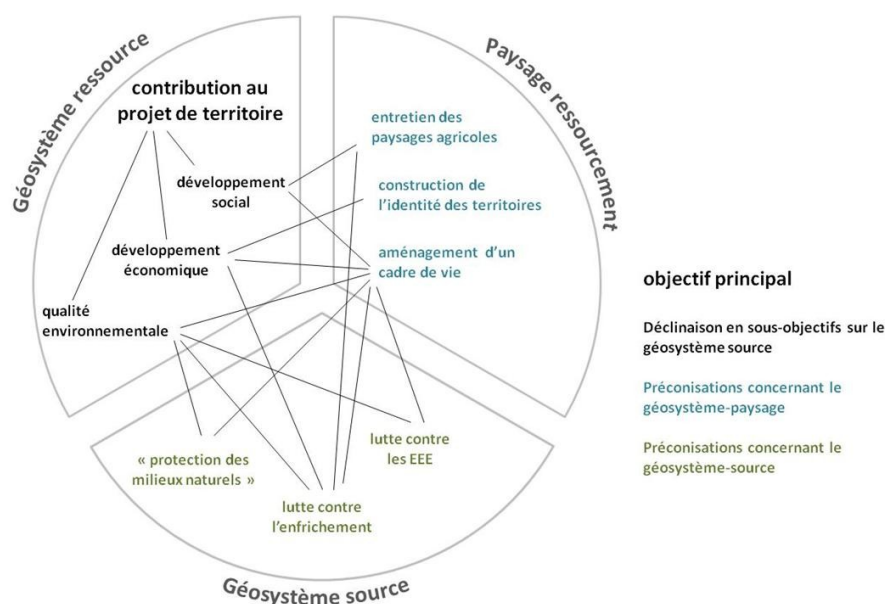 Géosystème ressource
contribution au
projet de territoire
développement
social
développement
économique
qualité
environnementale
Paysage ressourcement
entretien des
paysages agricoles
construction de
l’identité des territoires
aménagement d’un
cadre de vie
« protection des
milieux naturels »
lutte contre
l’enfrichement
lutte contre
les EEE
Géosystème source
objectif principal
Déclinaison en sous-objectifs sur le
géosystème source
Préconisations concernant le
géosystème-paysage
Préconisations concernant le
géosystème-source